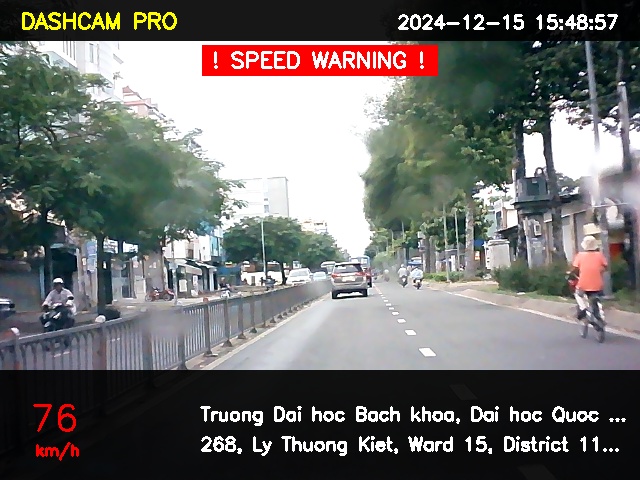 DASHCAM PRO
2024-12-15 15:48:57
! SPEED WARNING !
76
km/h
Truong Dai hoc Bach khoa, Dai hoc Quoc ...
268, Ly Thuong Kiet, Ward 15, District 11...